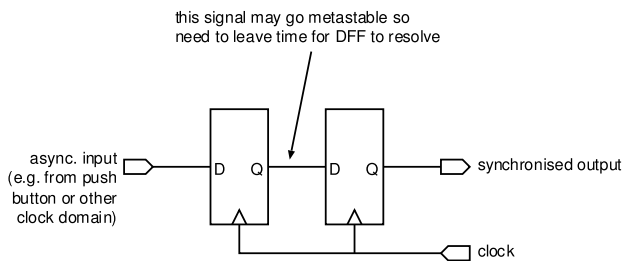 this signal may go metastable so
need to leave time for DFF to resolve
async. input
(e.g. from push
button or other
clock domain)
D
Q
D
Q
synchronised output
clock